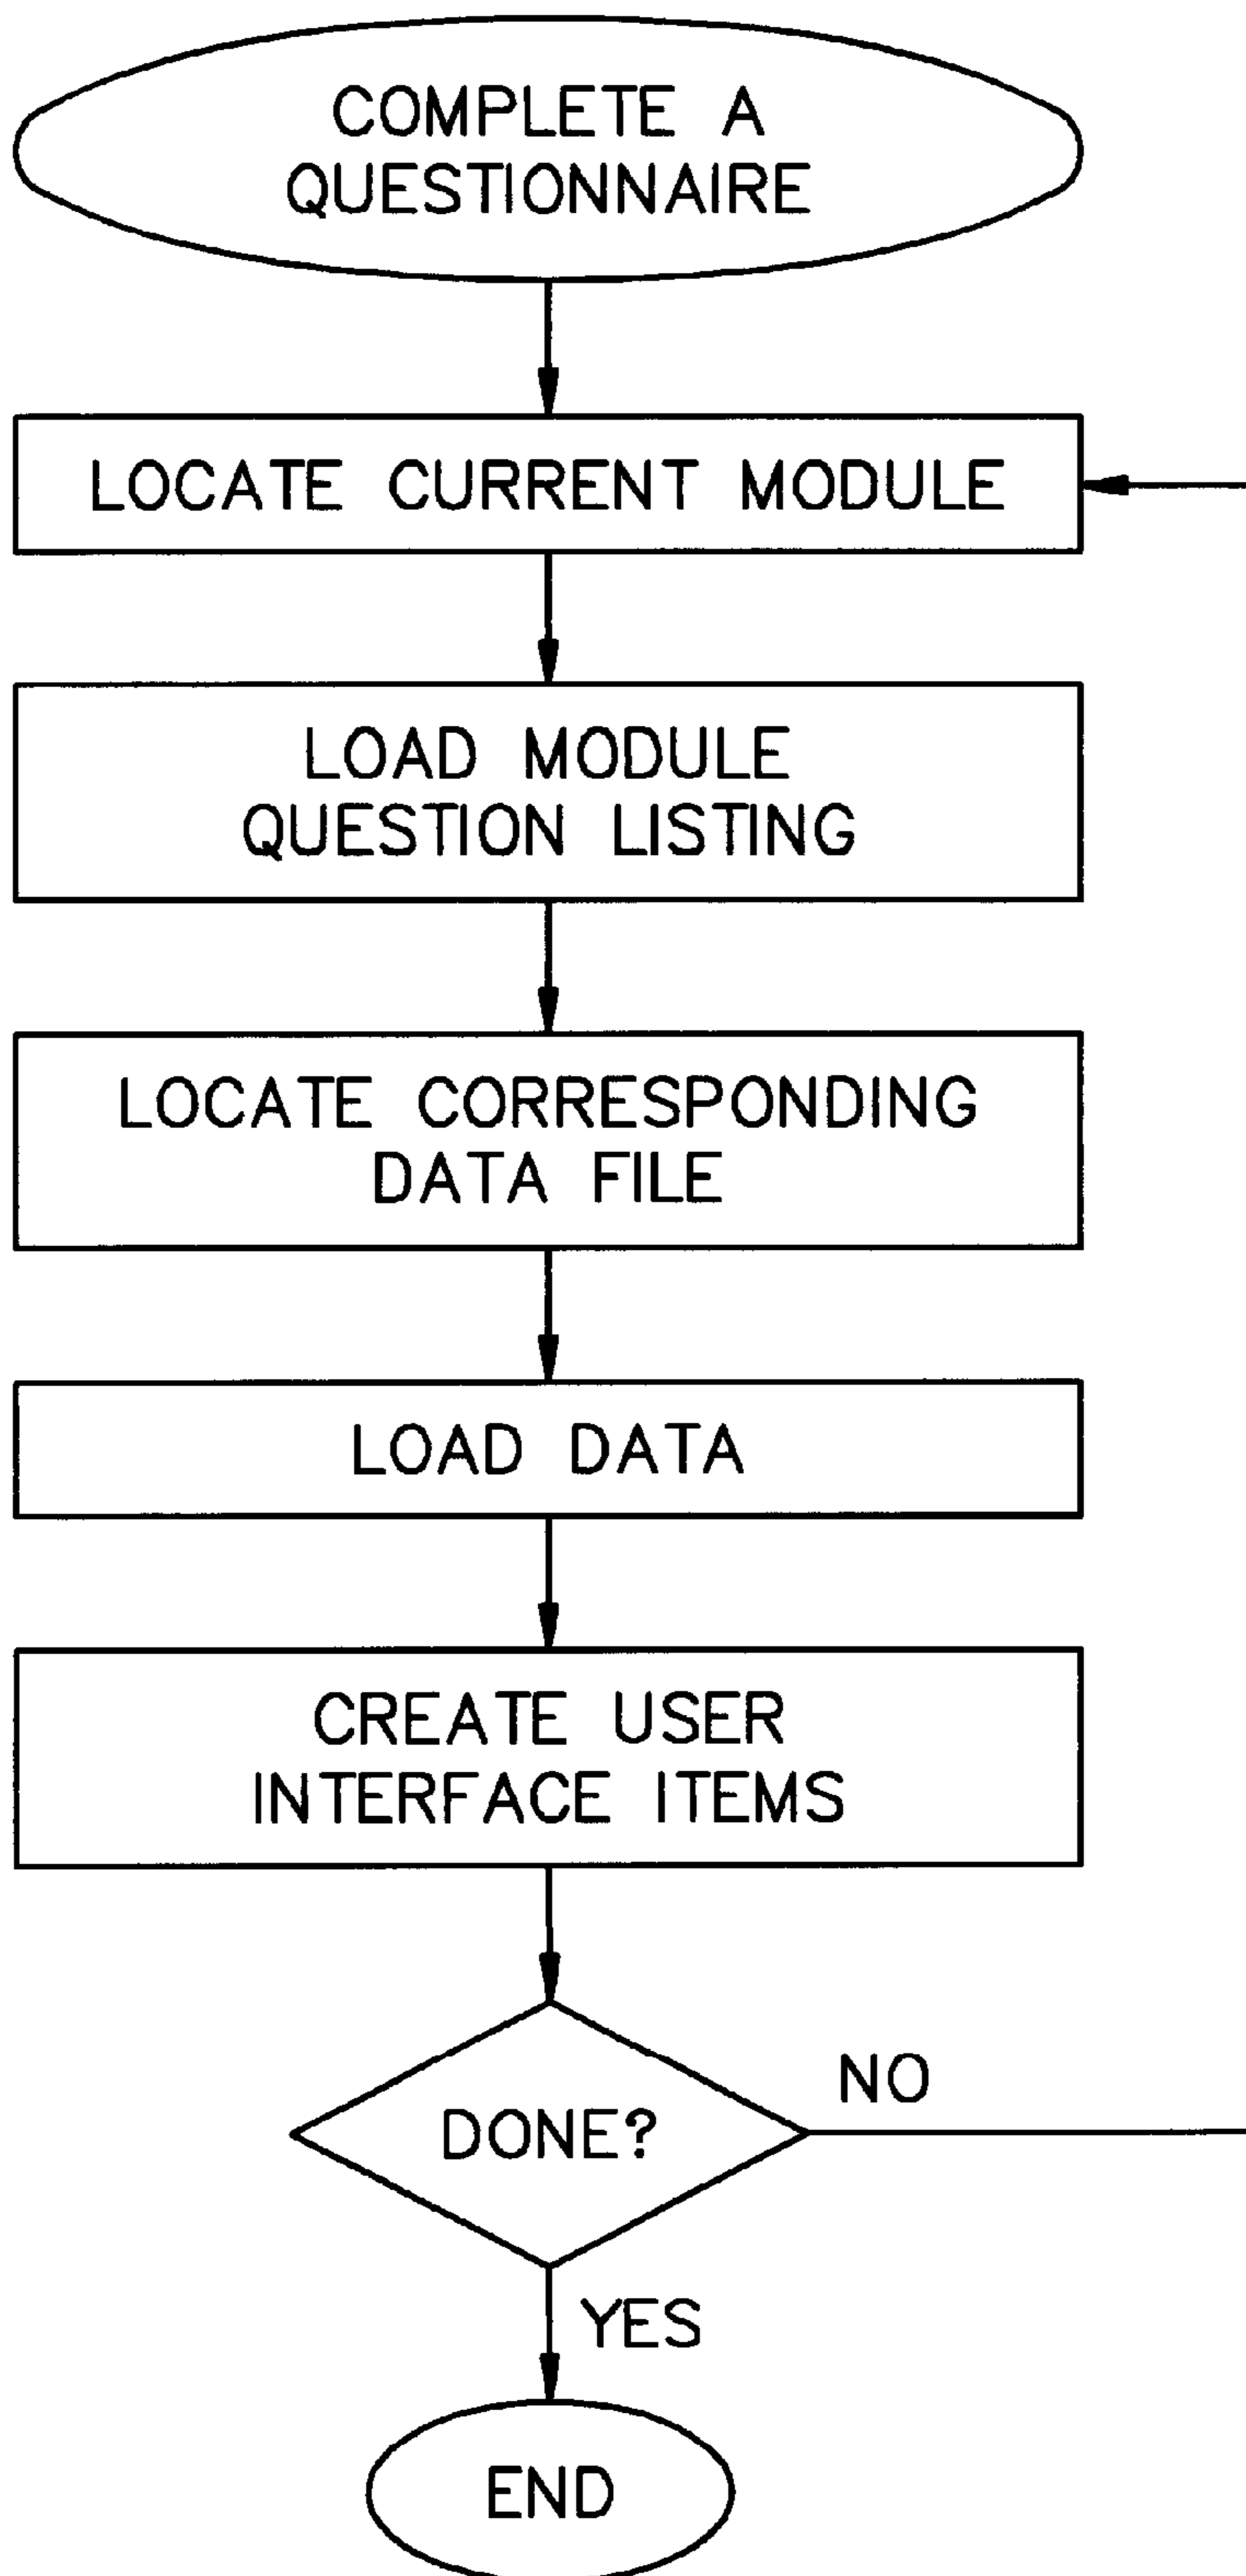 COMPLETE A
QUESTIONNAIRE
LOCATE CURRENT MODULE
LOAD MODULE
QUESTION LISTING
LOCATE CORRESPONDING
DATA FILE
LOAD DATA
CREATE USER
INTERFACE ITEMS
DONE?
NO
YES
END